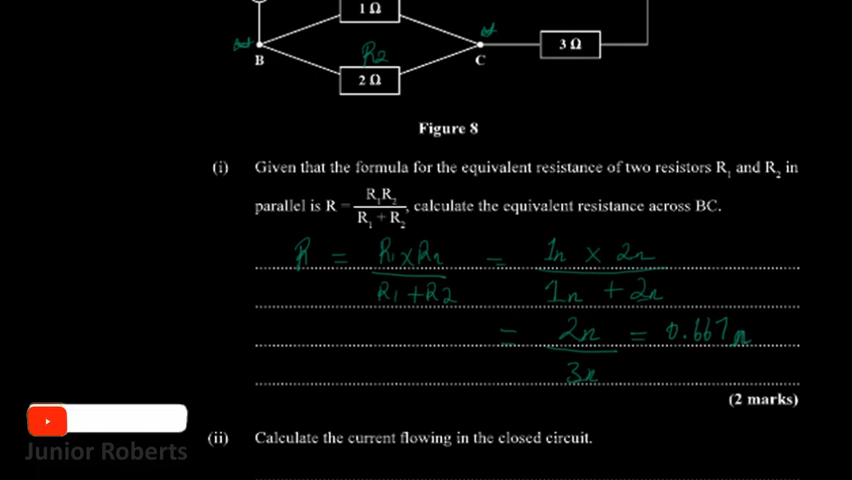 1 Ω
B
R2
C
3 Ω
2 Ω
Figure 8
(i) Given that the formula for the equivalent resistance of two resistors R₁ and R₂ in
parallel is R = R₁R₂ / R₁ + R₂, calculate the equivalent resistance across BC.
R = R1 x R2 / R1 + R2 = 1Ω x 2Ω / 1Ω + 2Ω
= 2Ω / 3Ω = 0.667Ω
(2 marks)
(ii) Calculate the current flowing in the closed circuit.
Junior Roberts